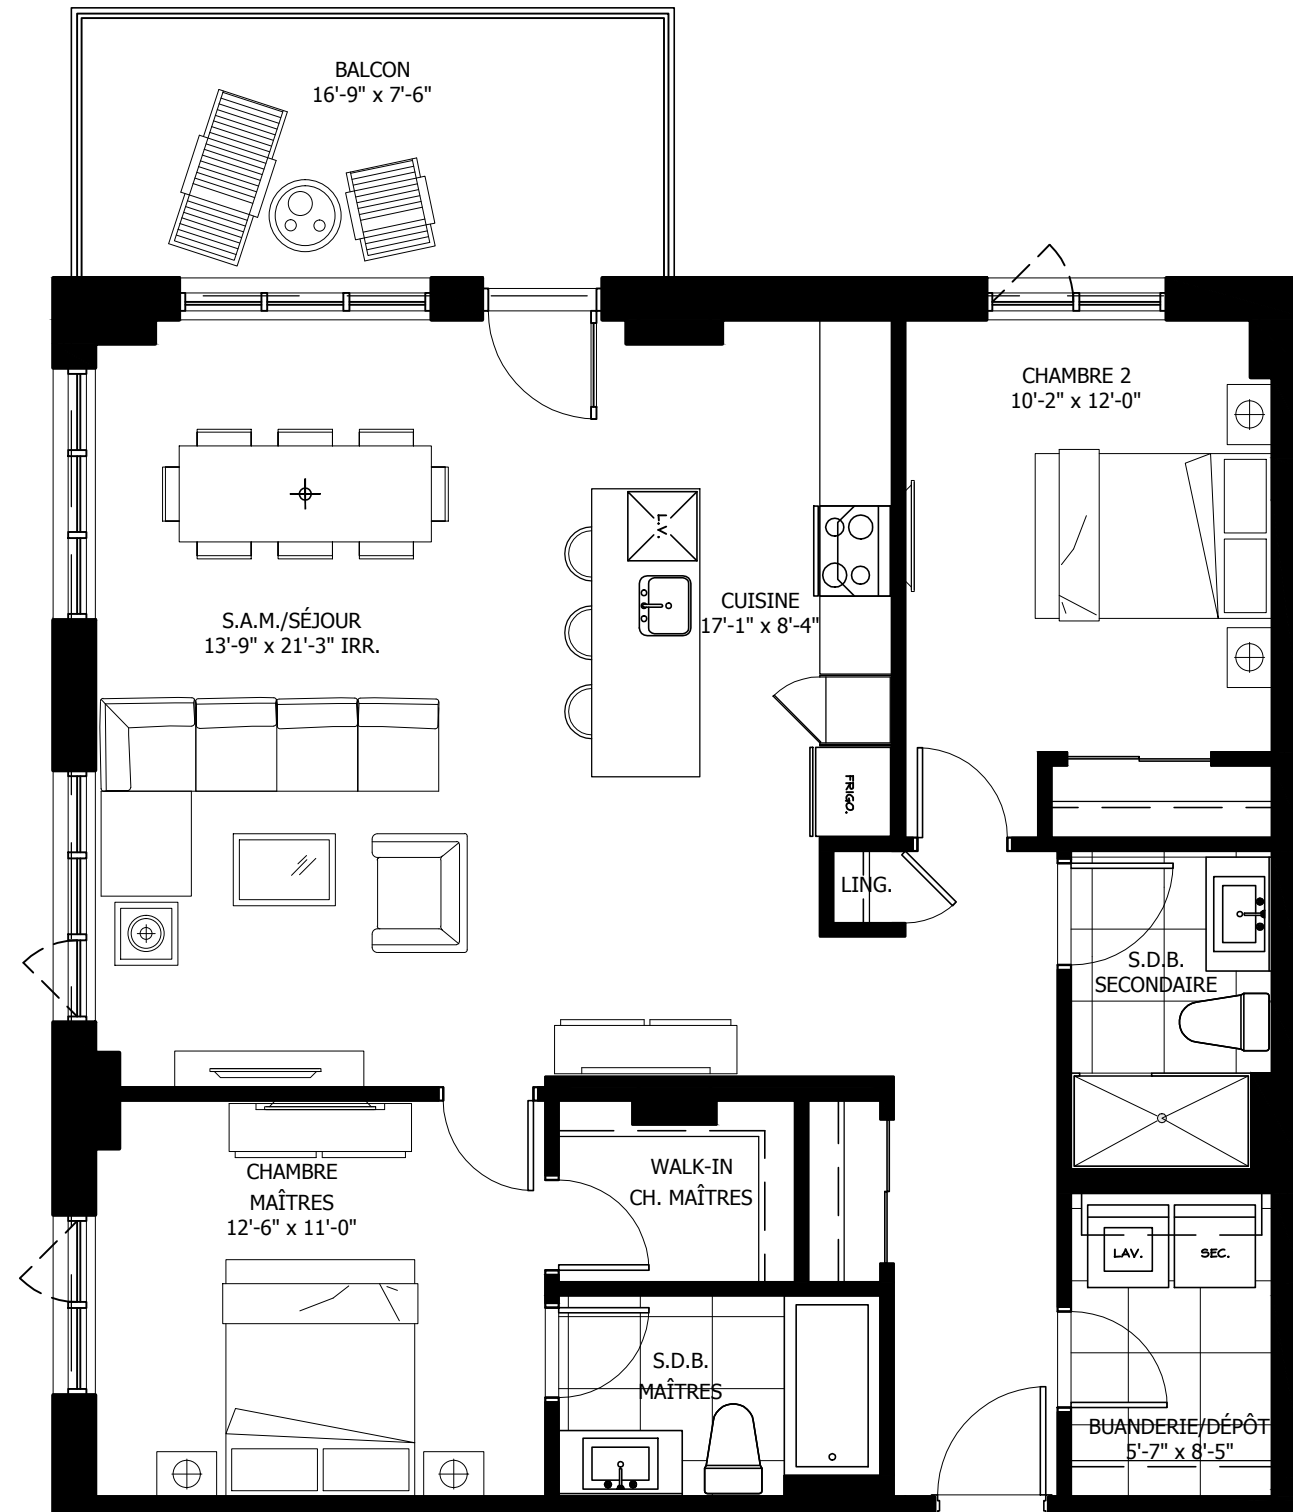 BALCON
16'-9" x 7'-6"
CHAMBRE 2
10'-2" x 12'-0"
L.V.
CUISINE
17'-1" x 8'-4"
S.A.M./SÉJOUR
13'-9" x 21'-3" IRR.
FRIGO.
LING.
S.D.B.
SECONDAIRE
CHAMBRE
MAÎTRES
12'-6" x 11'-0"
WALK-IN
CH. MAÎTRES
LAV.
SEC.
S.D.B.
MAÎTRES
BUANDERIE/DÉPÔT
5'-7" x 8'-5"